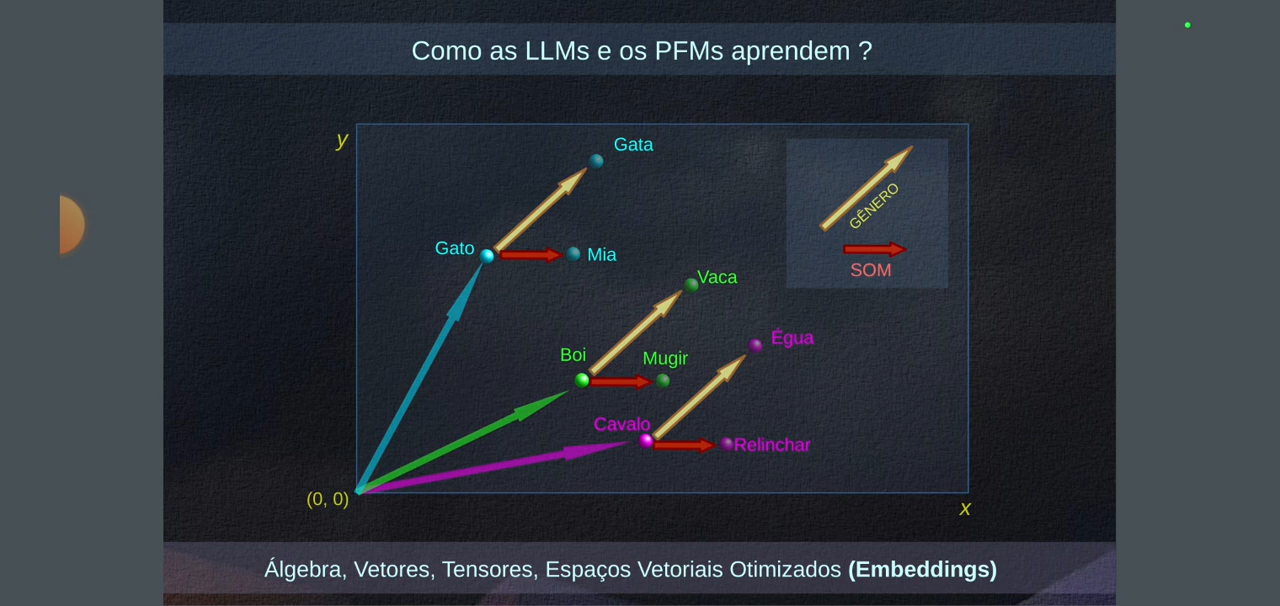 Como as LLMs e os PFMs aprendem ?
y
Gata
GÊNERO
Gato
Mia
SOM
Vaca
Égua
Boi
Mugir
Cavalo
Relinchar
(0, 0)
x
Álgebra, Vetores, Tensores, Espaços Vetoriais Otimizados (Embeddings)